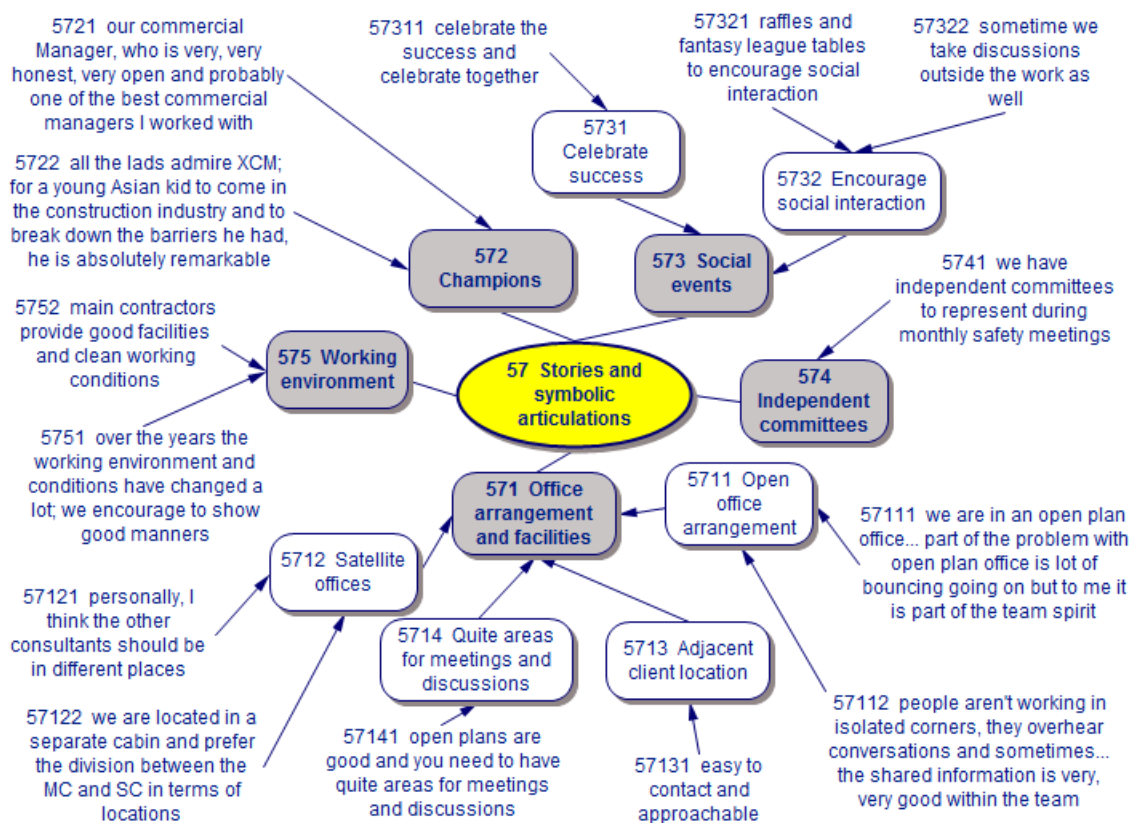 5721 our commercial
Manager, who is very, very
honest, very open and probably
one of the best commercial
managers I worked with
57311 celebrate the
success and
celebrate together
57321 raffles and
fantasy league tables
to encourage social
interaction
57322 sometime we
take discussions
outside the work as
well
5731
Celebrate
success
5722 all the lads admire XCM;
for a young Asian kid to come in
the construction industry and to
break down the barriers he had,
he is absolutely remarkable
5732 Encourage
social interaction
572
Champions
573 Social
events
5741 we have
independent committees
to represent during
monthly safety meetings
5752 main contractors
provide good facilities
and clean working
conditions
575 Working
environment
57 Stories and
symbolic
articulations
574
Independent
committees
5751 over the years the
working environment and
conditions have changed a
lot; we encourage to show
good manners
571 Office
arrangement
and facilities
5711 Open
office
arrangement
57111 we are in an open plan
office... part of the problem with
open plan office is lot of
bouncing going on but to me it
is part of the team spirit
5712 Satellite
offices
57121 personally, I
think the other
consultants should be
in different places
5714 Quite areas
for meetings and
discussions
5713 Adjacent
client location
57122 we are located in a
separate cabin and prefer
the division between the
MC and SC in terms of
locations
57141 open plans are
good and you need to have
quite areas for meetings
and discussions
57131 easy to
contact and
approachable
57112 people aren't working in
isolated corners, they overhear
conversations and sometimes...
the shared information is very,
very good within the team